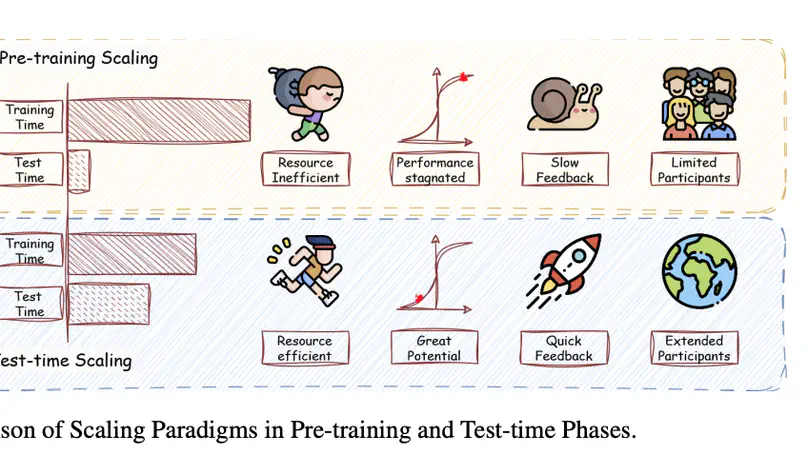 Pre-training Scaling
Training
Time
Test
Time
Resource
Inefficient
Performance
stagnated
Slow
Feedback
Limited
Participants
Training
Time
Test
Time
Resource
efficient
Great
Potential
Quick
Feedback
Extended
Participants
Test-time Scaling
son of Scaling Paradigms in Pre-training and Test-time Phases.